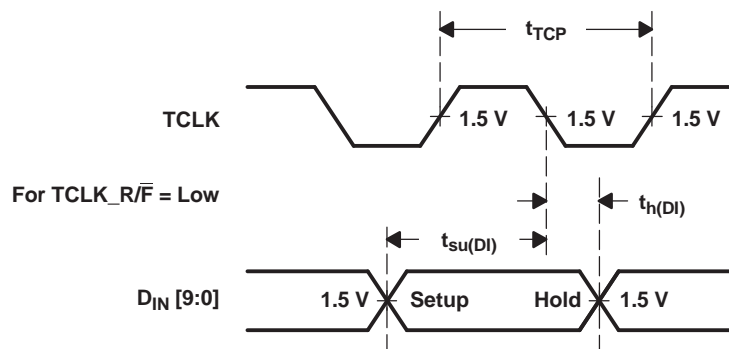 tTCP
TCLK
1.5 V 1.5 V 1.5 V
For TCLK_R/F̅ = Low
th(DI)
tsu(DI)
DIN [9:0]
1.5 V Setup Hold 1.5 V